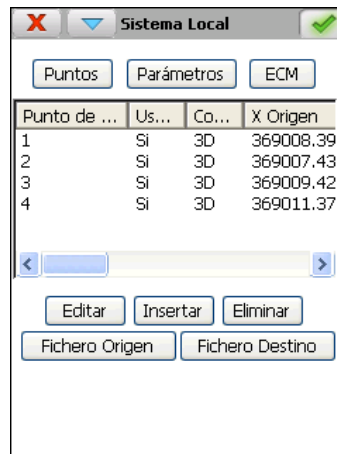 Sistema Local
Puntos Parámetros ECM
Punto de ... Us... Co... X Origen
1 Si 3D 369008.39
2 Si 3D 369007.43
3 Si 3D 369009.42
4 Si 3D 369011.37
Editar Insertar Eliminar
Fichero Origen Fichero Destino